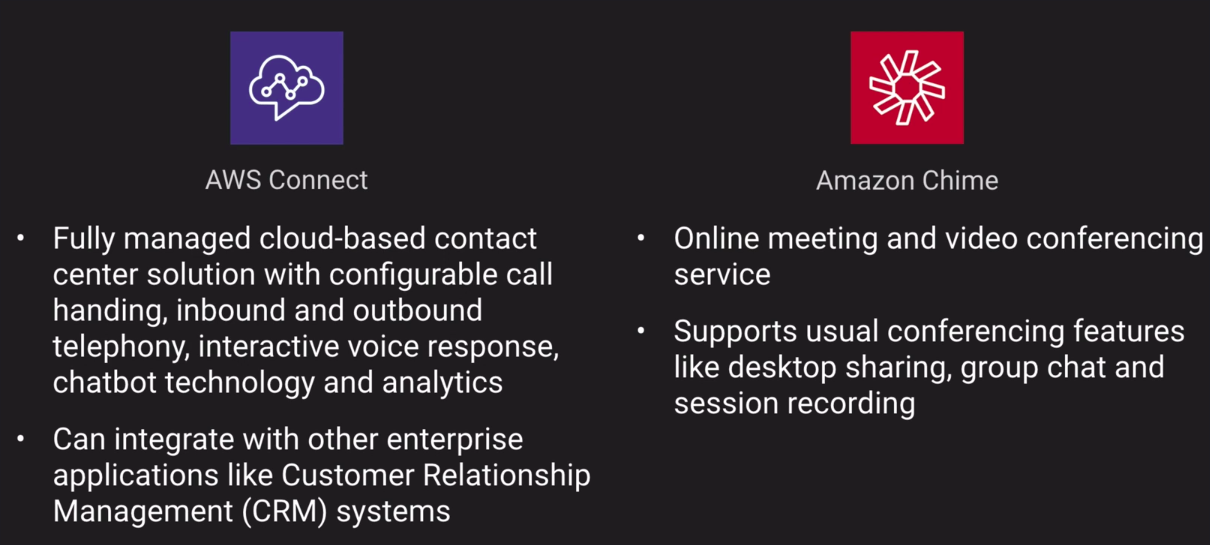 AWS Connect
• Fully managed cloud-based contact
center solution with configurable call
handing, inbound and outbound
telephony, interactive voice response,
chatbot technology and analytics
• Can integrate with other enterprise
applications like Customer Relationship
Management (CRM) systems
Amazon Chime
• Online meeting and video conferencing
service
• Supports usual conferencing features
like desktop sharing, group chat and
session recording